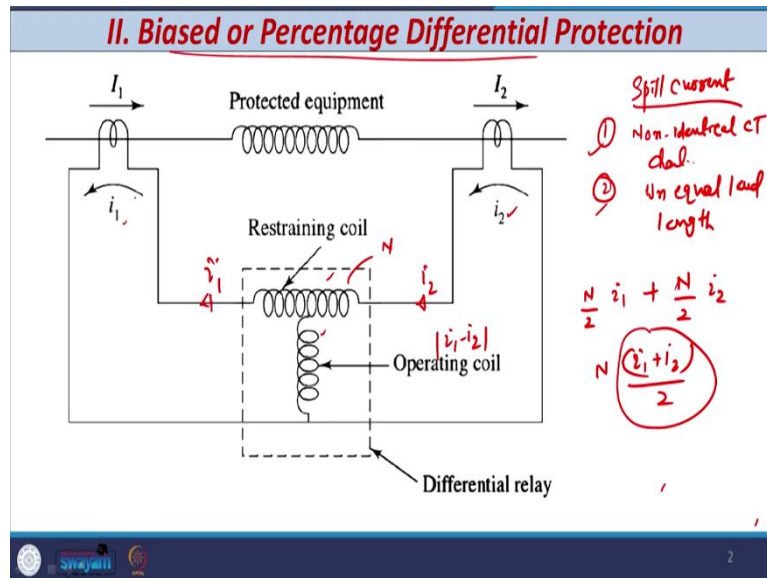 II. Biased or Percentage Differential Protection
I1
I2
Protected equipment
i1
i2
Restraining coil
N
i1
i2
|i1-i2|
Operating coil
Differential relay
Spill current
① Non-identical CT
② Unequal lead
length
N/2 i1 + N/2 i2
N (i1+i2)/2
swayam
2